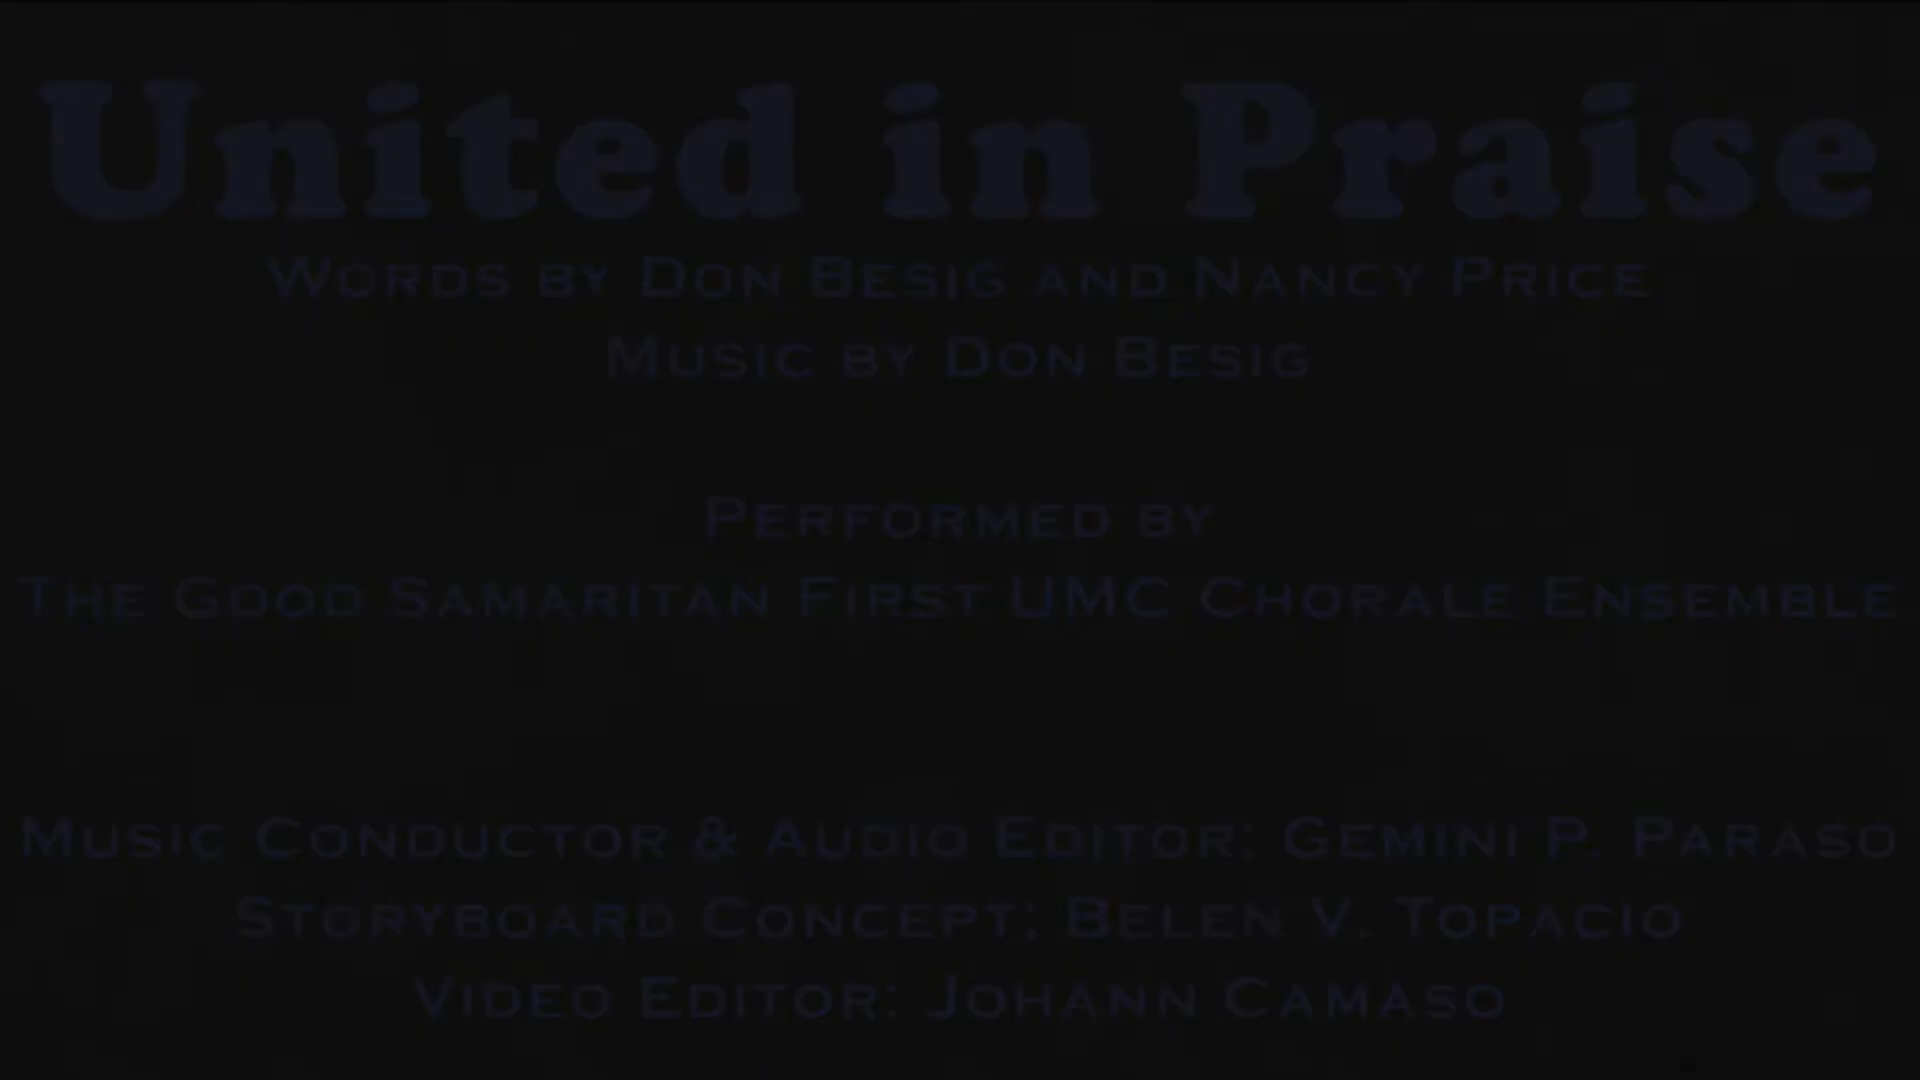 United in Praise
Words by Don Besig and Nancy Price
Music by Don Besig
Performed by
The Good Samaritan First UMC Chorale Ensemble
Music Conductor & Audio Editor: Gemini P. Paraso
Storyboard Concept: Belen V. Topacio
Video Editor: Johann Camaso